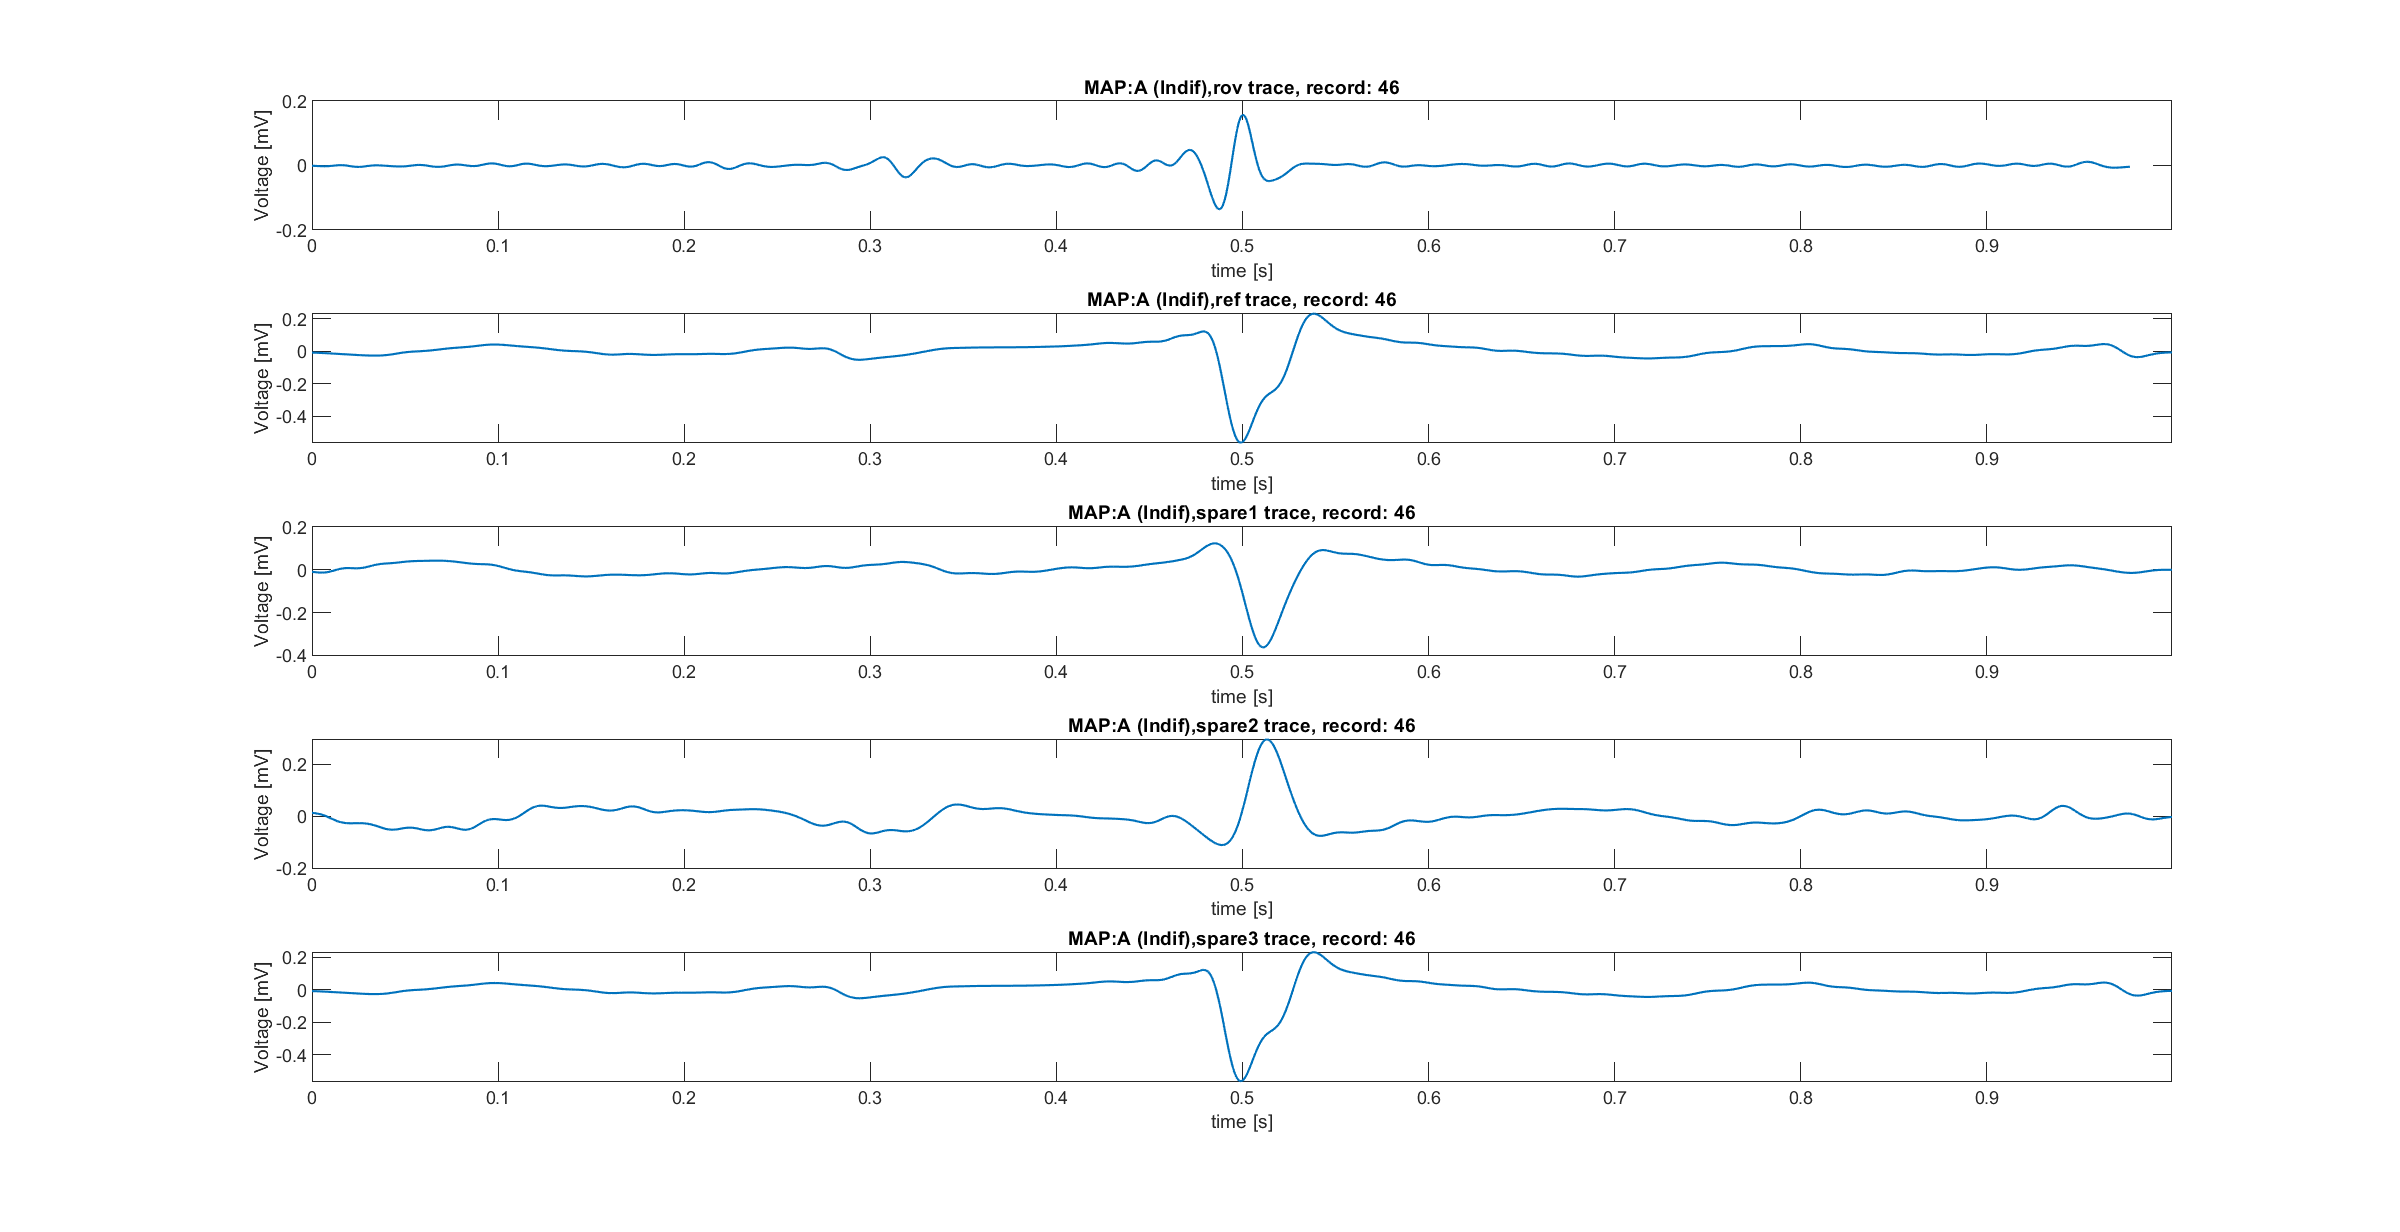 MAP:A (Indif),rov trace, record: 46
Voltage [mV]
0.2
0
-0.2
0 0.1 0.2 0.3 0.4 0.5 0.6 0.7 0.8 0.9
time [s]
MAP:A (Indif),ref trace, record: 46
Voltage [mV]
0.2
0
-0.2
-0.4
0 0.1 0.2 0.3 0.4 0.5 0.6 0.7 0.8 0.9
time [s]
MAP:A (Indif),spare1 trace, record: 46
Voltage [mV]
0.2
0
-0.2
-0.4
0 0.1 0.2 0.3 0.4 0.5 0.6 0.7 0.8 0.9
time [s]
MAP:A (Indif),spare2 trace, record: 46
Voltage [mV]
0.2
0
-0.2
0 0.1 0.2 0.3 0.4 0.5 0.6 0.7 0.8 0.9
time [s]
MAP:A (Indif),spare3 trace, record: 46
Voltage [mV]
0.2
0
-0.2
-0.4
0 0.1 0.2 0.3 0.4 0.5 0.6 0.7 0.8 0.9
time [s]